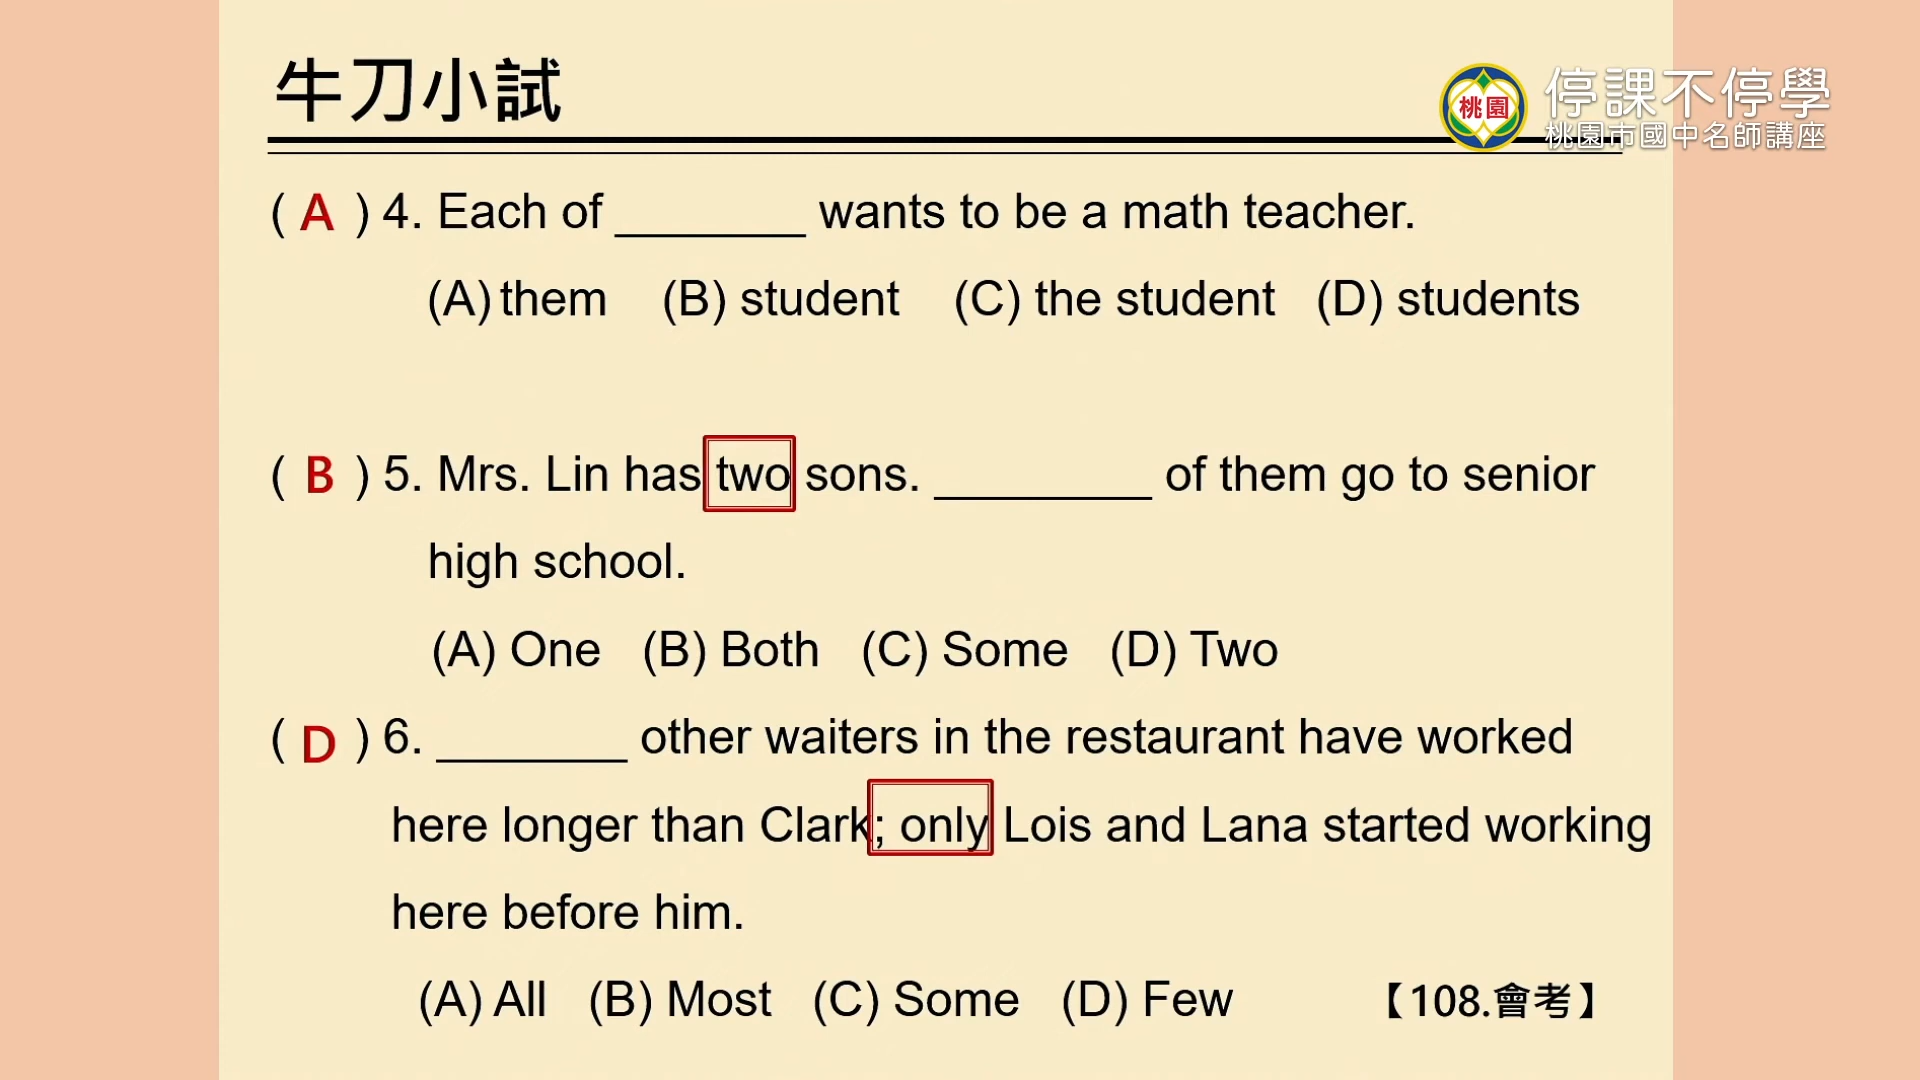 牛刀小試
桃園
停課不停學
桃園市國中名師講座
( A ) 4. Each of _______ wants to be a math teacher.
(A) them (B) student (C) the student (D) students
( B ) 5. Mrs. Lin has two sons. ________ of them go to senior
high school.
(A) One (B) Both (C) Some (D) Two
( D ) 6. _______ other waiters in the restaurant have worked
here longer than Clark; only Lois and Lana started working
here before him.
(A) All (B) Most (C) Some (D) Few 【108.會考】